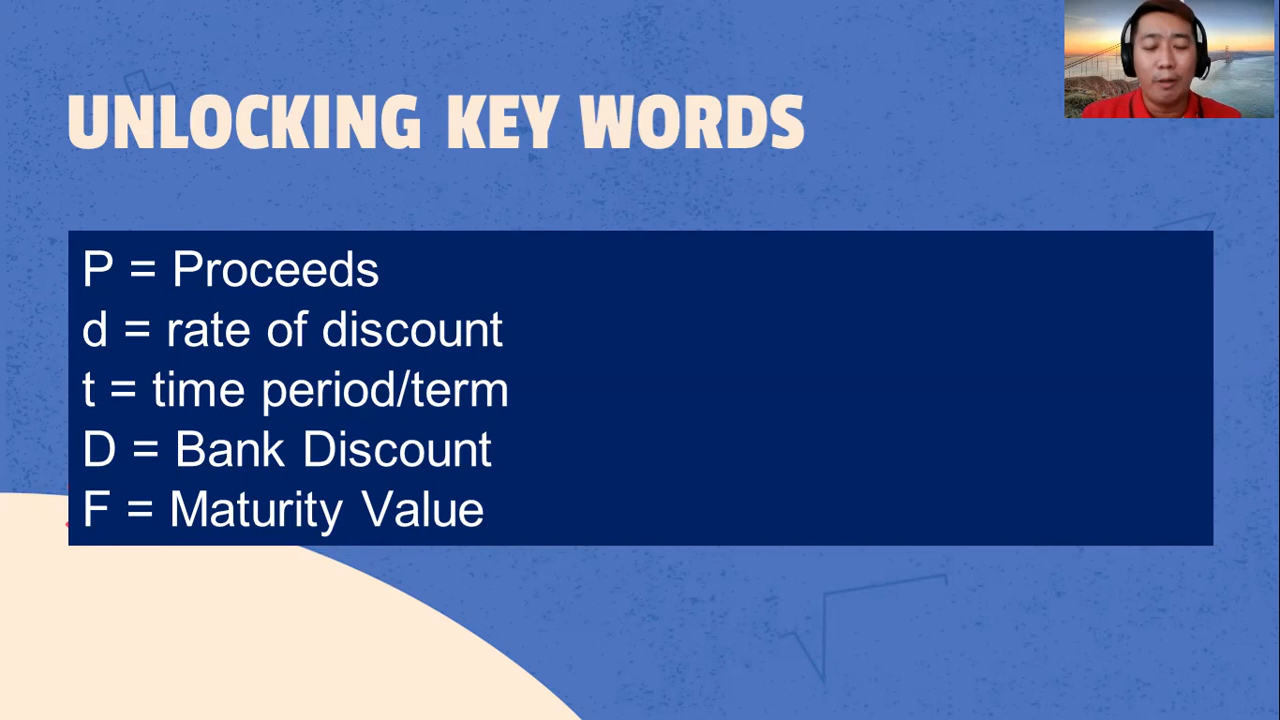 UNLOCKING KEY WORDS
P = Proceeds
d = rate of discount
t = time period/term
D = Bank Discount
F = Maturity Value